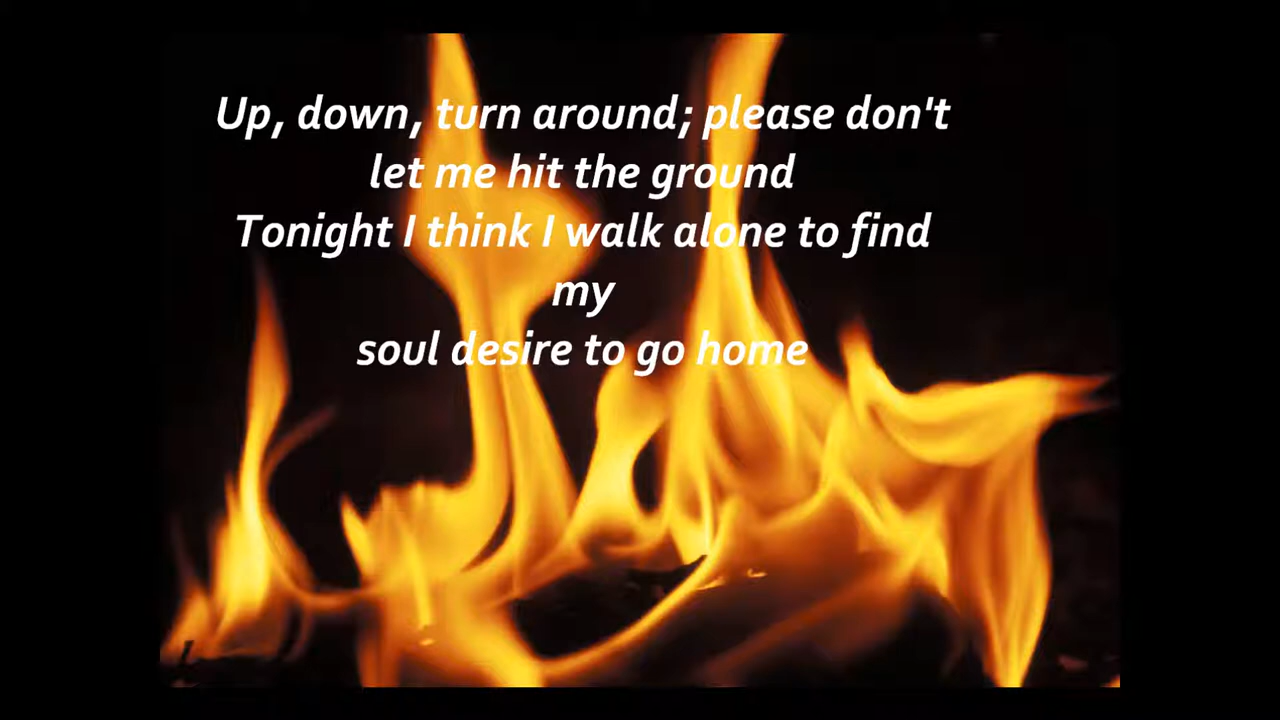 Up, down, turn around; please don't
let me hit the ground
Tonight I think I walk alone to find
my
soul desire to go home